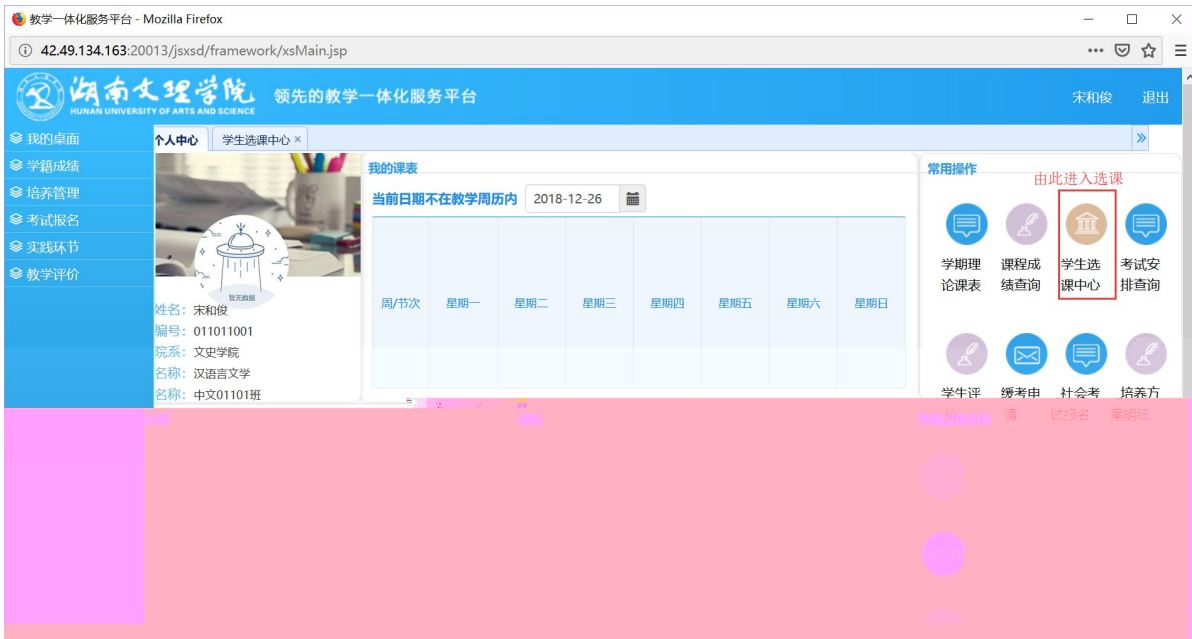 教学一体化服务平台 - Mozilla Firefox
42.49.134.163:20013/jsxsd/framework/xsMain.jsp
湖南文理学院
HUNAN UNIVERSITY OF ARTS AND SCIENCE
领先的教学一体化服务平台
宋和俊 退出
我的桌面
学籍成绩
培养管理
考试报名
实践环节
教学评价
个人中心 学生选课中心 ×
暂无数据
姓名：宋和俊
编号：011011001
院系：文史学院
名称：汉语言文学
名称：中文01101班
我的课表
当前日期不在教学周历内 2018-12-26
周/节次 星期一 星期二 星期三 星期四 星期五 星期六 星期日
常用操作
由此进入选课
学期理论课表
课程成绩查询
学生选课中心
考试安排查询
学生评价
缓考申请
社会考试报名
培养方案明细